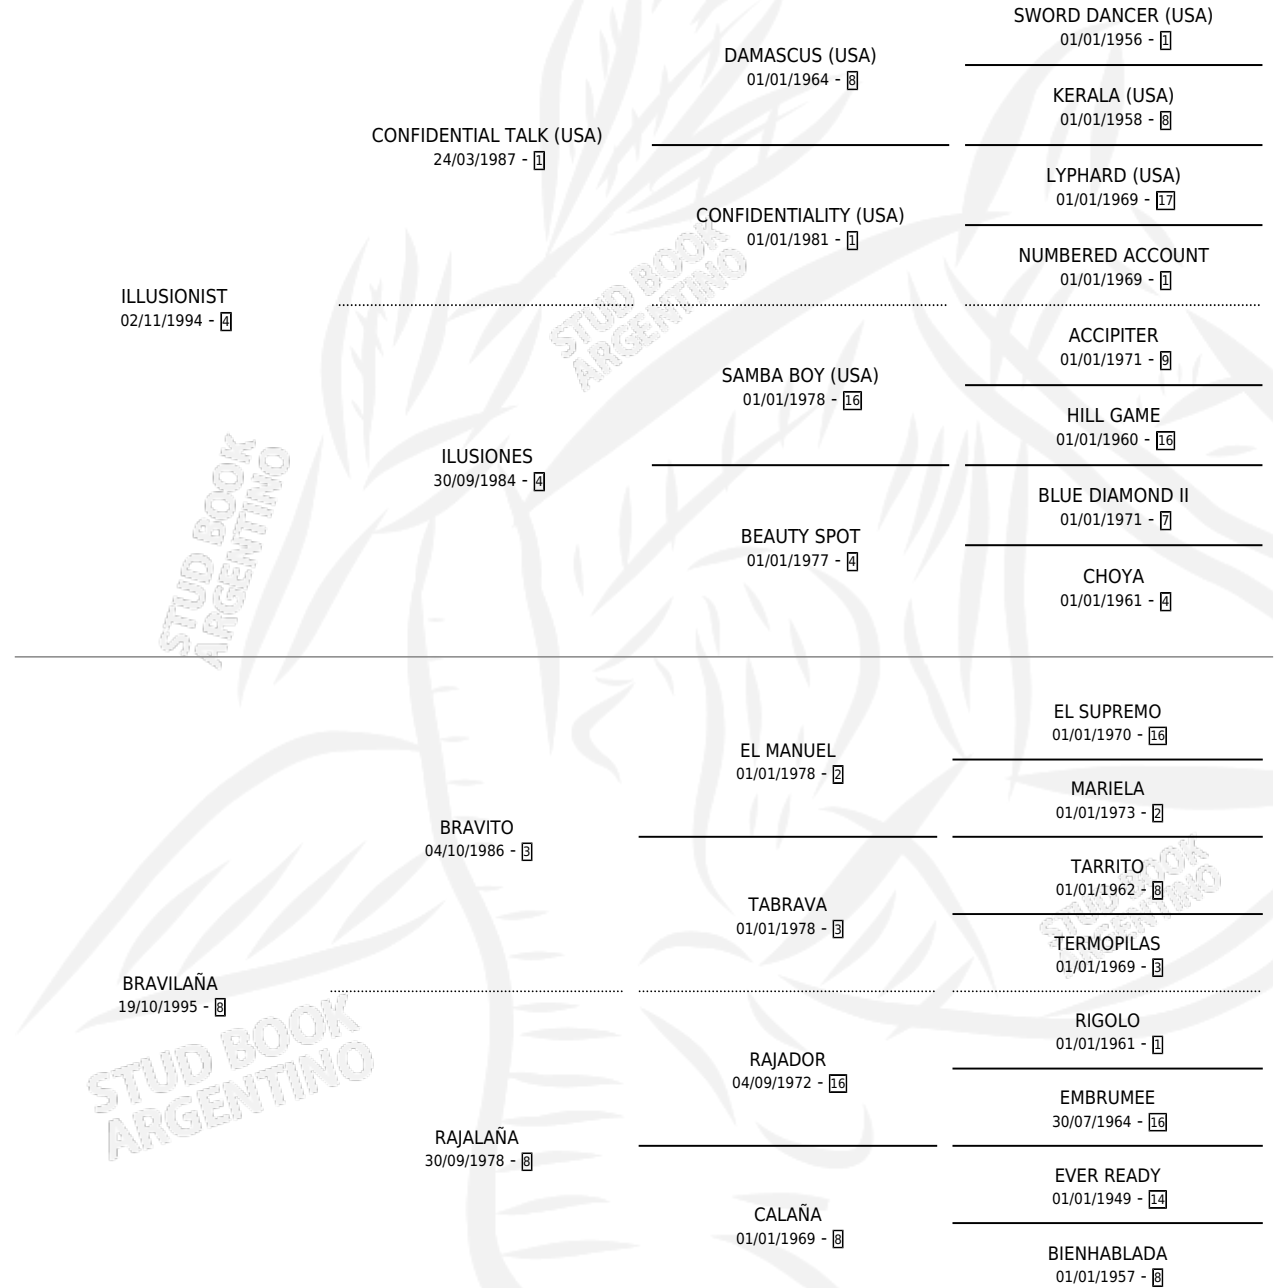 SWORD DANCER (USA)
01/01/1956 - 1
DAMASCUS (USA)
01/01/1964 - 8
KERALA (USA)
01/01/1958 - 8
CONFIDENTIAL TALK (USA)
24/03/1987 - 1
LYPHARD (USA)
01/01/1969 - 17
CONFIDENTIALITY (USA)
01/01/1981 - 1
NUMBERED ACCOUNT
01/01/1969 - 1
ILLUSIONIST
02/11/1994 - 4
ACCIPITER
01/01/1971 - 9
SAMBA BOY (USA)
01/01/1978 - 16
HILL GAME
01/01/1960 - 16
ILUSIONES
30/09/1984 - 4
BLUE DIAMOND II
01/01/1971 - 7
BEAUTY SPOT
01/01/1977 - 4
CHOYA
01/01/1961 - 4
EL SUPREMO
01/01/1970 - 16
EL MANUEL
01/01/1978 - 2
MARIELA
01/01/1973 - 2
BRAVITO
04/10/1986 - 3
TARRITO
01/01/1962 - 8
TABRAVA
01/01/1978 - 3
TERMOPILAS
01/01/1969 - 3
BRAVILAÑA
19/10/1995 - 8
RIGOLO
01/01/1961 - 1
RAJADOR
04/09/1972 - 16
EMBRUMEE
30/07/1964 - 16
RAJALAÑA
30/09/1978 - 8
EVER READY
01/01/1949 - 14
CALAÑA
01/01/1969 - 8
BIENHABLADA
01/01/1957 - 8
STUD BOOK
ARGENTINO
STUD BOOK
ARGENTINO
STUD BOOK
ARGENTINO
STUD BOOK
ARGENTINO